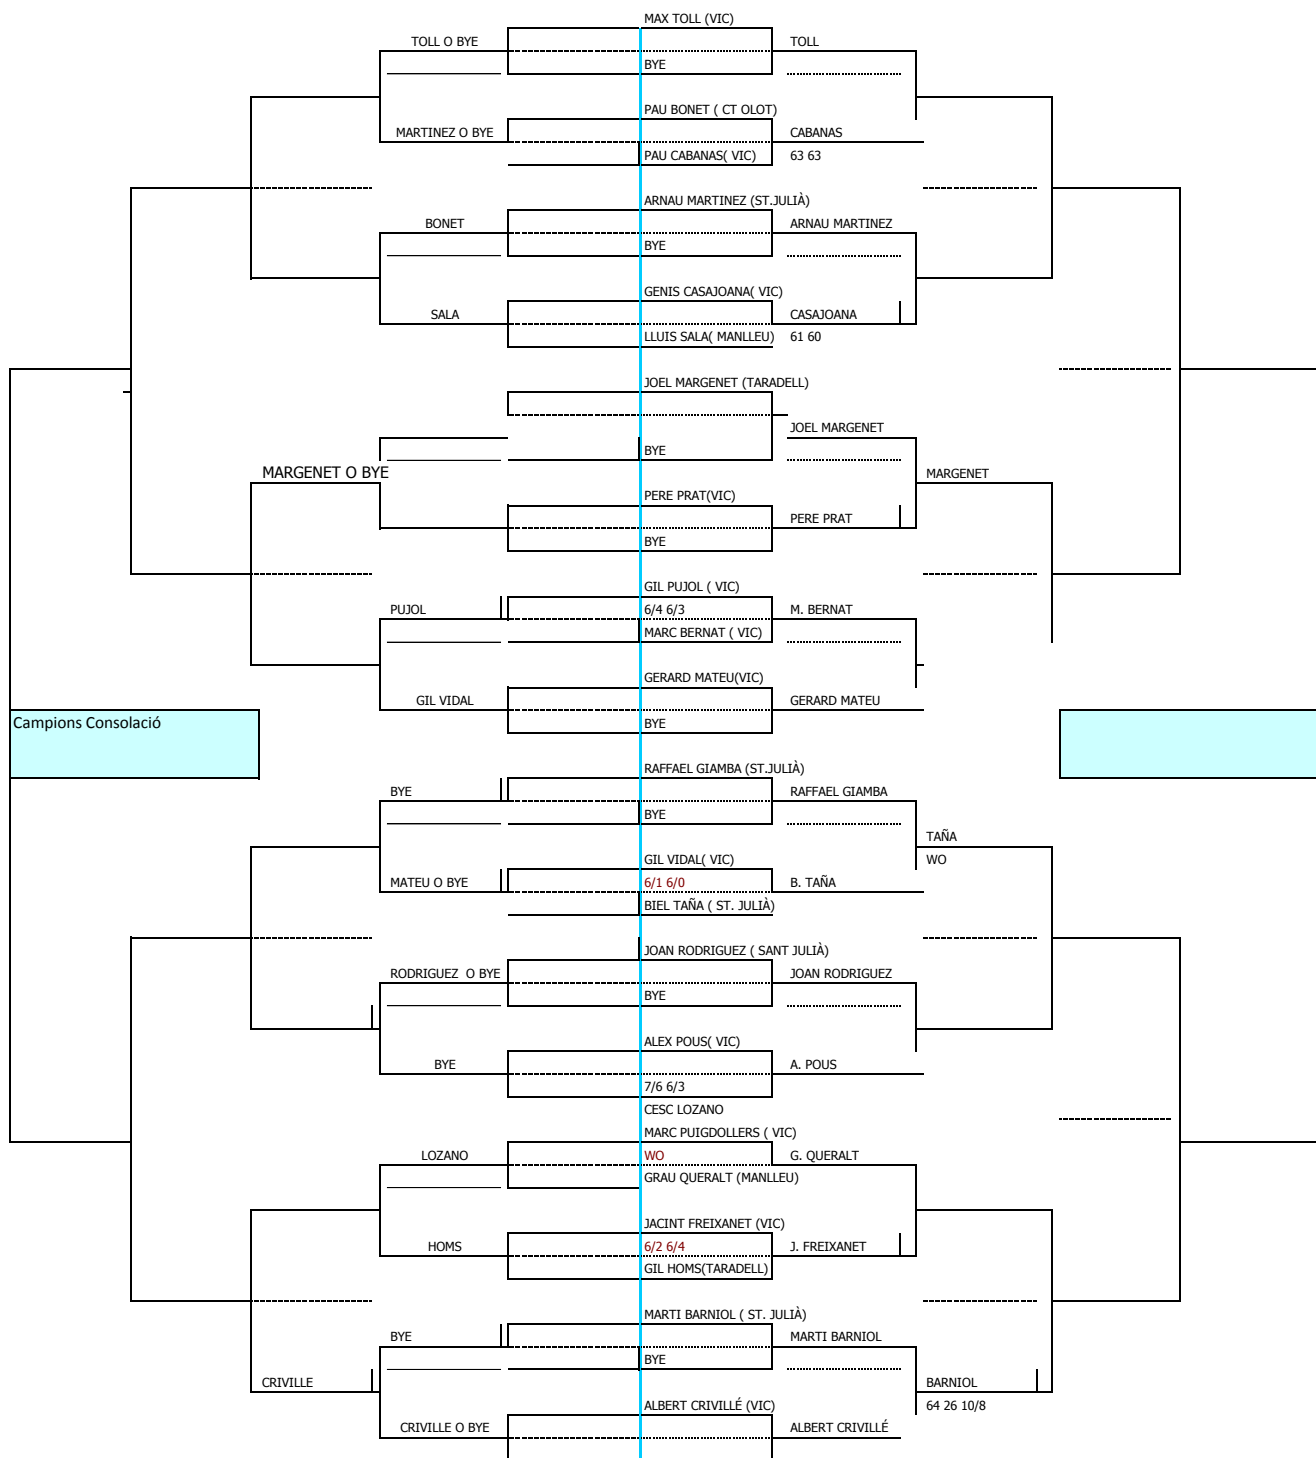 MAX TOLL (VIC)
TOLL O BYE
TOLL
BYE
PAU BONET ( CT OLOT)
MARTINEZ O BYE
CABANAS
PAU CABANAS( VIC)
63 63
ARNAU MARTINEZ (ST.JULIÀ)
BONET
ARNAU MARTINEZ
BYE
GENIS CASAJOANA( VIC)
SALA
CASAJOANA
LLUIS SALA( MANLLEU)
61 60
JOEL MARGENET (TARADELL)
JOEL MARGENET
BYE
MARGENET O BYE
MARGENET
PERE PRAT(VIC)
PERE PRAT
BYE
GIL PUJOL ( VIC)
PUJOL
6/4 6/3
M. BERNAT
MARC BERNAT ( VIC)
GERARD MATEU(VIC)
GIL VIDAL
GERARD MATEU
BYE
Campions Consolació
RAFFAEL GIAMBA (ST.JULIÀ)
BYE
RAFFAEL GIAMBA
BYE
TAÑA
WO
GIL VIDAL( VIC)
MATEU O BYE
6/1 6/0
B. TAÑA
BIEL TAÑA ( ST. JULIÀ)
JOAN RODRIGUEZ ( SANT JULIÀ)
RODRIGUEZ  O BYE
JOAN RODRIGUEZ
BYE
ALEX POUS( VIC)
BYE
A. POUS
7/6 6/3
CESC LOZANO
MARC PUIGDOLLERS ( VIC)
LOZANO
WO
G. QUERALT
GRAU QUERALT (MANLLEU)
JACINT FREIXANET (VIC)
HOMS
6/2 6/4
J. FREIXANET
GIL HOMS(TARADELL)
MARTI BARNIOL ( ST. JULIÀ)
BYE
MARTI BARNIOL
BYE
CRIVILLE
BARNIOL
ALBERT CRIVILLÉ (VIC)
64 26 10/8
CRIVILLE O BYE
ALBERT CRIVILLÉ